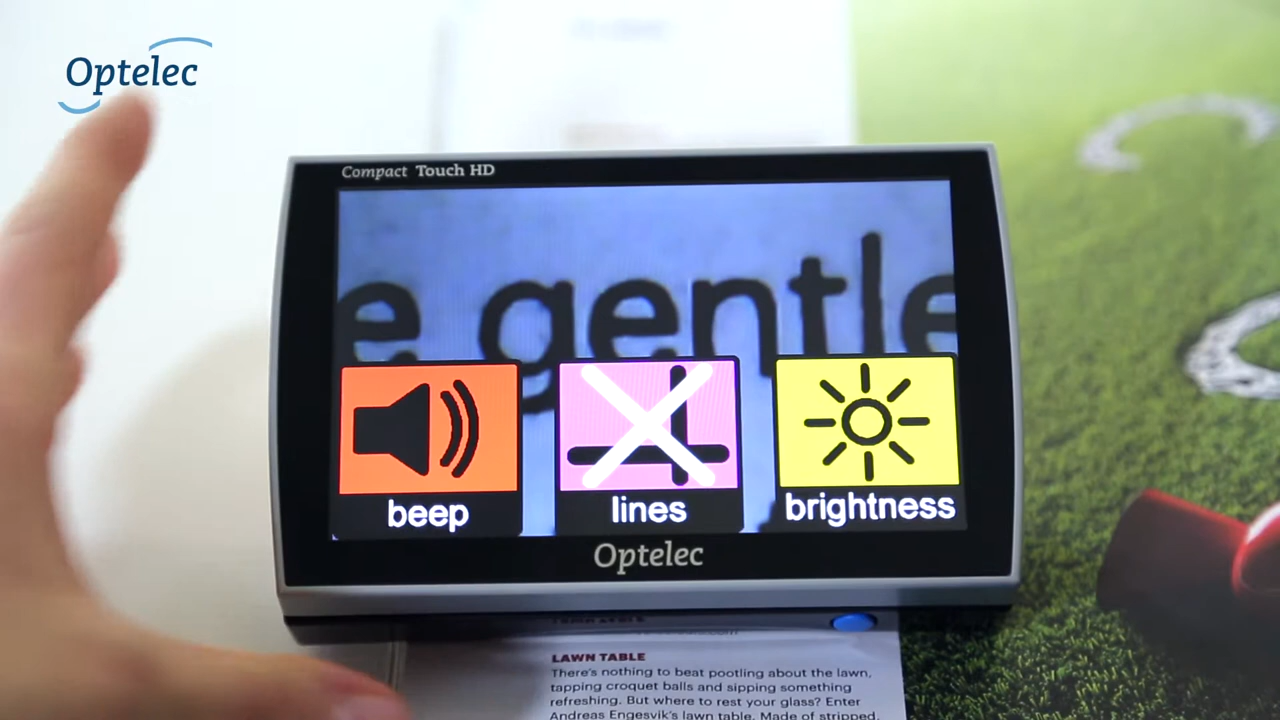 Optelec
Compact Touch HD
e gentle
beep
lines
brightness
Optelec
LAWN TABLE
There's nothing to beat pootling about the lawn,
tapping croquet balls and sipping something
refreshing. But where to rest your glass? Enter
Andreas Engesvik's lawn table. Made of stripped,